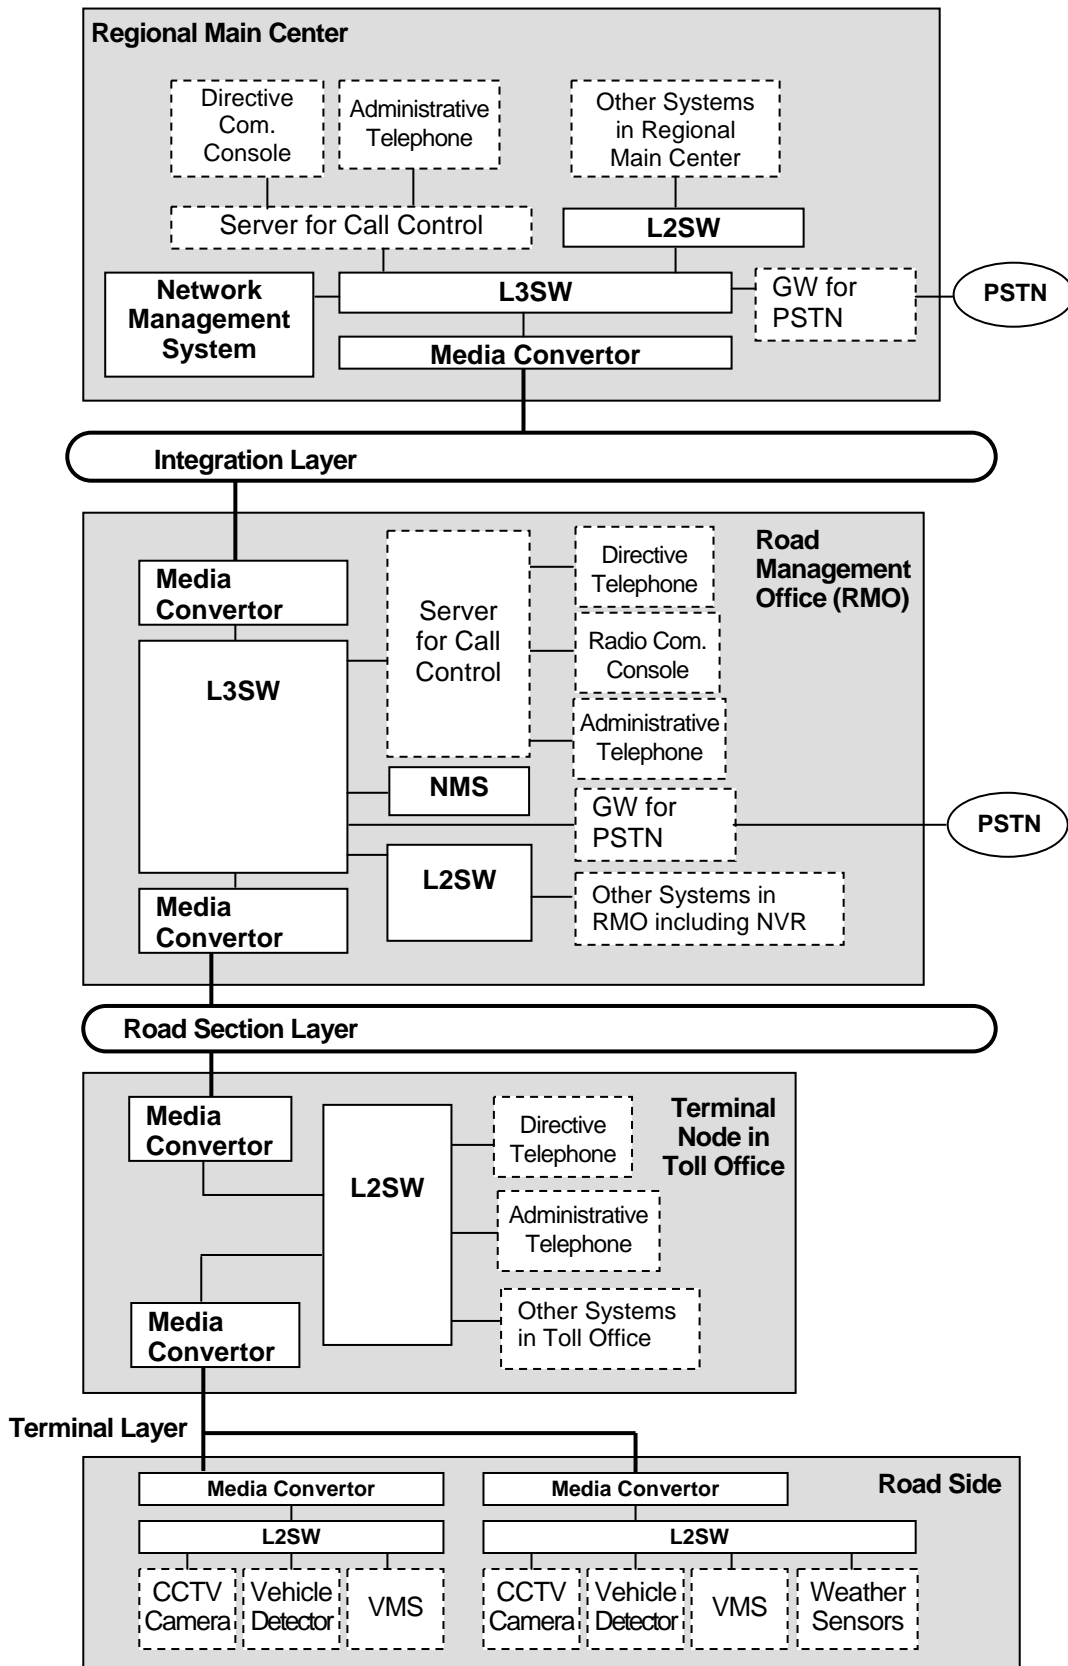 Regional Main Center
Directive
Com.
Console
Administrative
Telephone
Other Systems
in Regional
Main Center
Server for Call Control
L2SW
Network
Management
System
L3SW
GW for
PSTN
PSTN
Media Convertor
Integration Layer
Road
Management
Office (RMO)
Media
Convertor
Server
for Call
Control
Directive
Telephone
Radio Com.
Console
Administrative
Telephone
L3SW
NMS
GW for
PSTN
PSTN
L2SW
Other Systems in
RMO including NVR
Media
Convertor
Road Section Layer
Terminal
Node in
Toll Office
Media
Convertor
L2SW
Directive
Telephone
Administrative
Telephone
Other Systems
in Toll Office
Media
Convertor
Terminal Layer
Road Side
Media Convertor
L2SW
CCTV
Camera
Vehicle
Detector
VMS
Media Convertor
L2SW
CCTV
Camera
Vehicle
Detector
VMS
Weather
Sensors